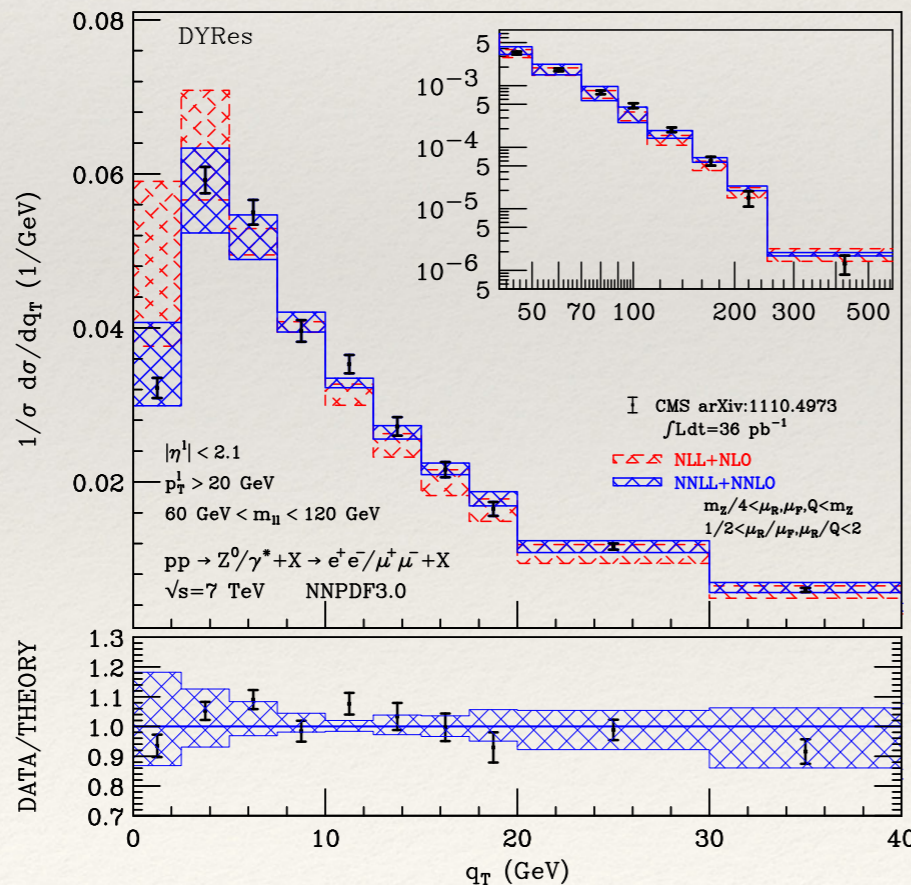 DYRes
1/σ dσ/dq_T (1/GeV)
0.08
0.06
0.04
0.02
5
10⁻³
5
10⁻⁴
5
10⁻⁵
5
10⁻⁶
5
50 70 100 200 300 500
CMS arXiv:1110.4973
∫Ldt=36 pb⁻¹
NLL+NLO
NNLL+NNLO
m_Z/4<μ_R,μ_F,Q<m_Z
1/2<μ_R/μ_F,μ_R/Q<2
|η^l|<2.1
p_T^l>20 GeV
60 GeV<m_ll<120 GeV
pp→Z⁰/γ*+X→e⁺e⁻/μ⁺μ⁻+X
√s=7 TeV NNPDF3.0
DATA/THEORY
1.3
1.2
1.1
1.0
0.9
0.8
0.7
0 10 20 30 40
q_T (GeV)